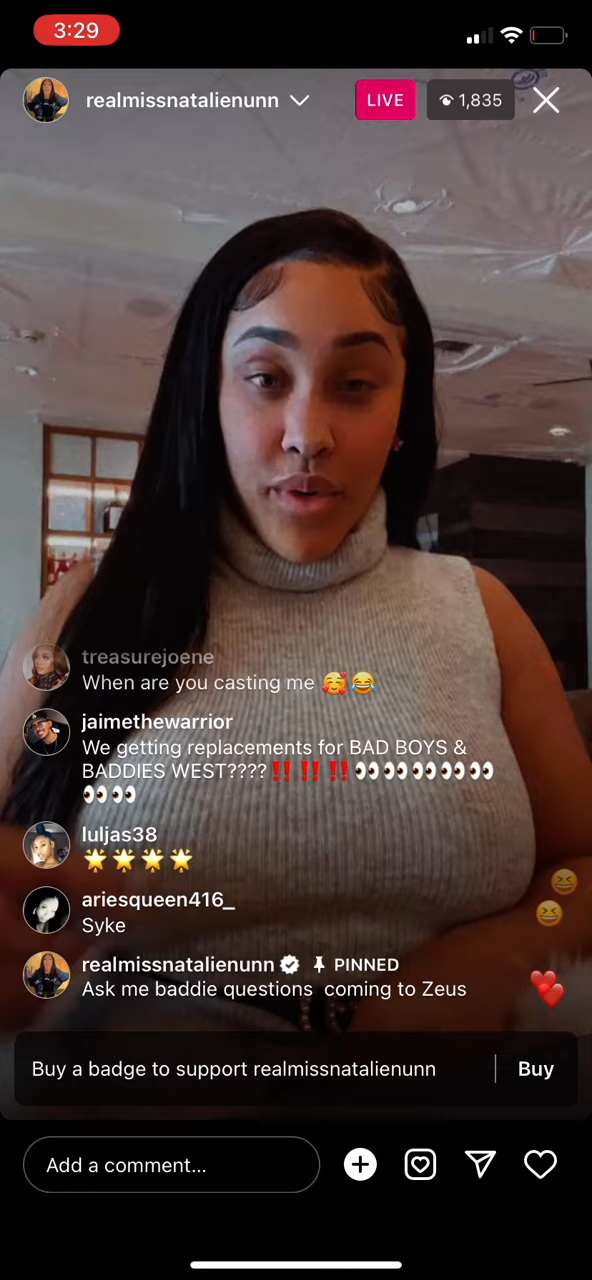 3:29
realmissnatalienunn
LIVE
1,835
treasurejoene
When are you casting me 🥰😂
jaimethewarrior
We getting replacements for BAD BOYS &
BADDIES WEST????‼️‼️‼️👀👀👀👀👀
👀👀
luljas38
🌟🌟🌟🌟
ariesqueen416_
Syke
realmissnatalienunn PINNED
Ask me baddie questions  coming to Zeus
Buy a badge to support realmissnatalienunn
Buy
Add a comment...